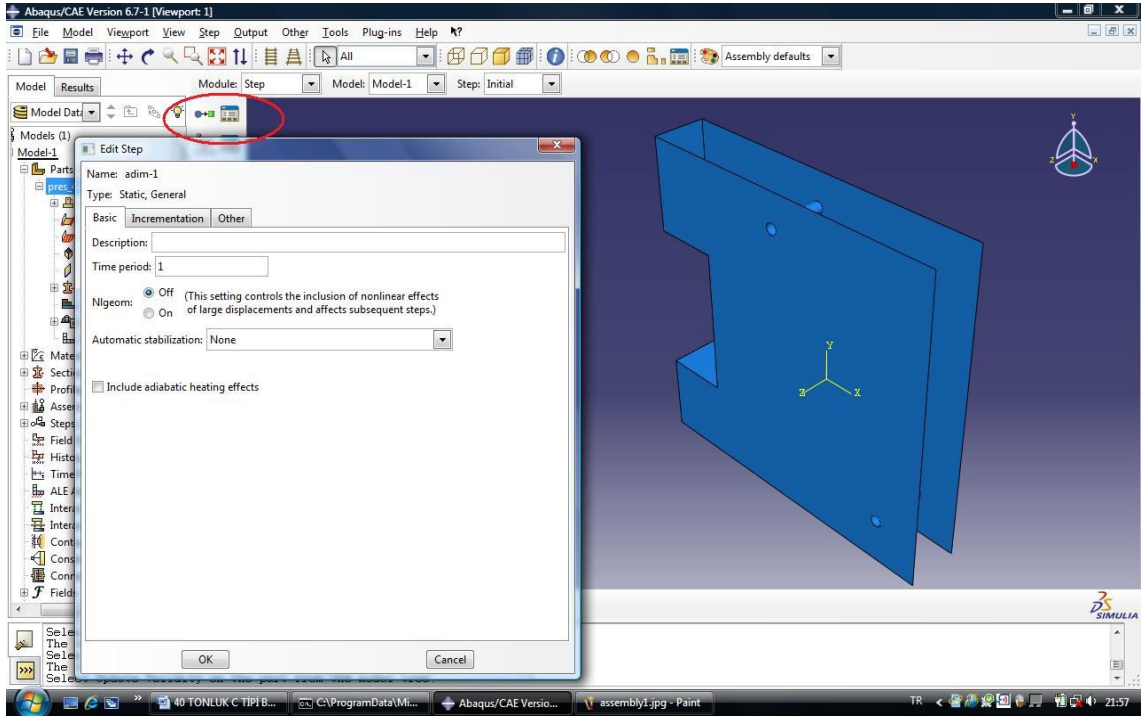 Abaqus/CAE Version 6.7-1 [Viewport: 1]
File Model Viewport View Step Output Other Tools Plug-ins Help
All
Assembly defaults
Model Results
Module: Step Model: Model-1 Step: Initial
Model Data
Models (1)
Model-1
Parts
pres_
Mate
Secti
Profil
Asse
Steps
Field
Histo
Time
ALE A
Intera
Intera
Cont
Cons
Conn
Field
Edit Step
Name: adim-1
Type: Static, General
Basic Incrementation Other
Description:
Time period: 1
Nlgeom: Off (This setting controls the inclusion of nonlinear effects
On of large displacements and affects subsequent steps.)
Automatic stabilization: None
Include adiabatic heating effects
OK Cancel
Y
Z X
Y
Z X
SIMULIA
Sele
The
Sele
The
40 TONLUK C TİPİ B... C:\ProgramData\Mi... Abaqus/CAE Versio... assembly1.jpg - Paint TR 21:57